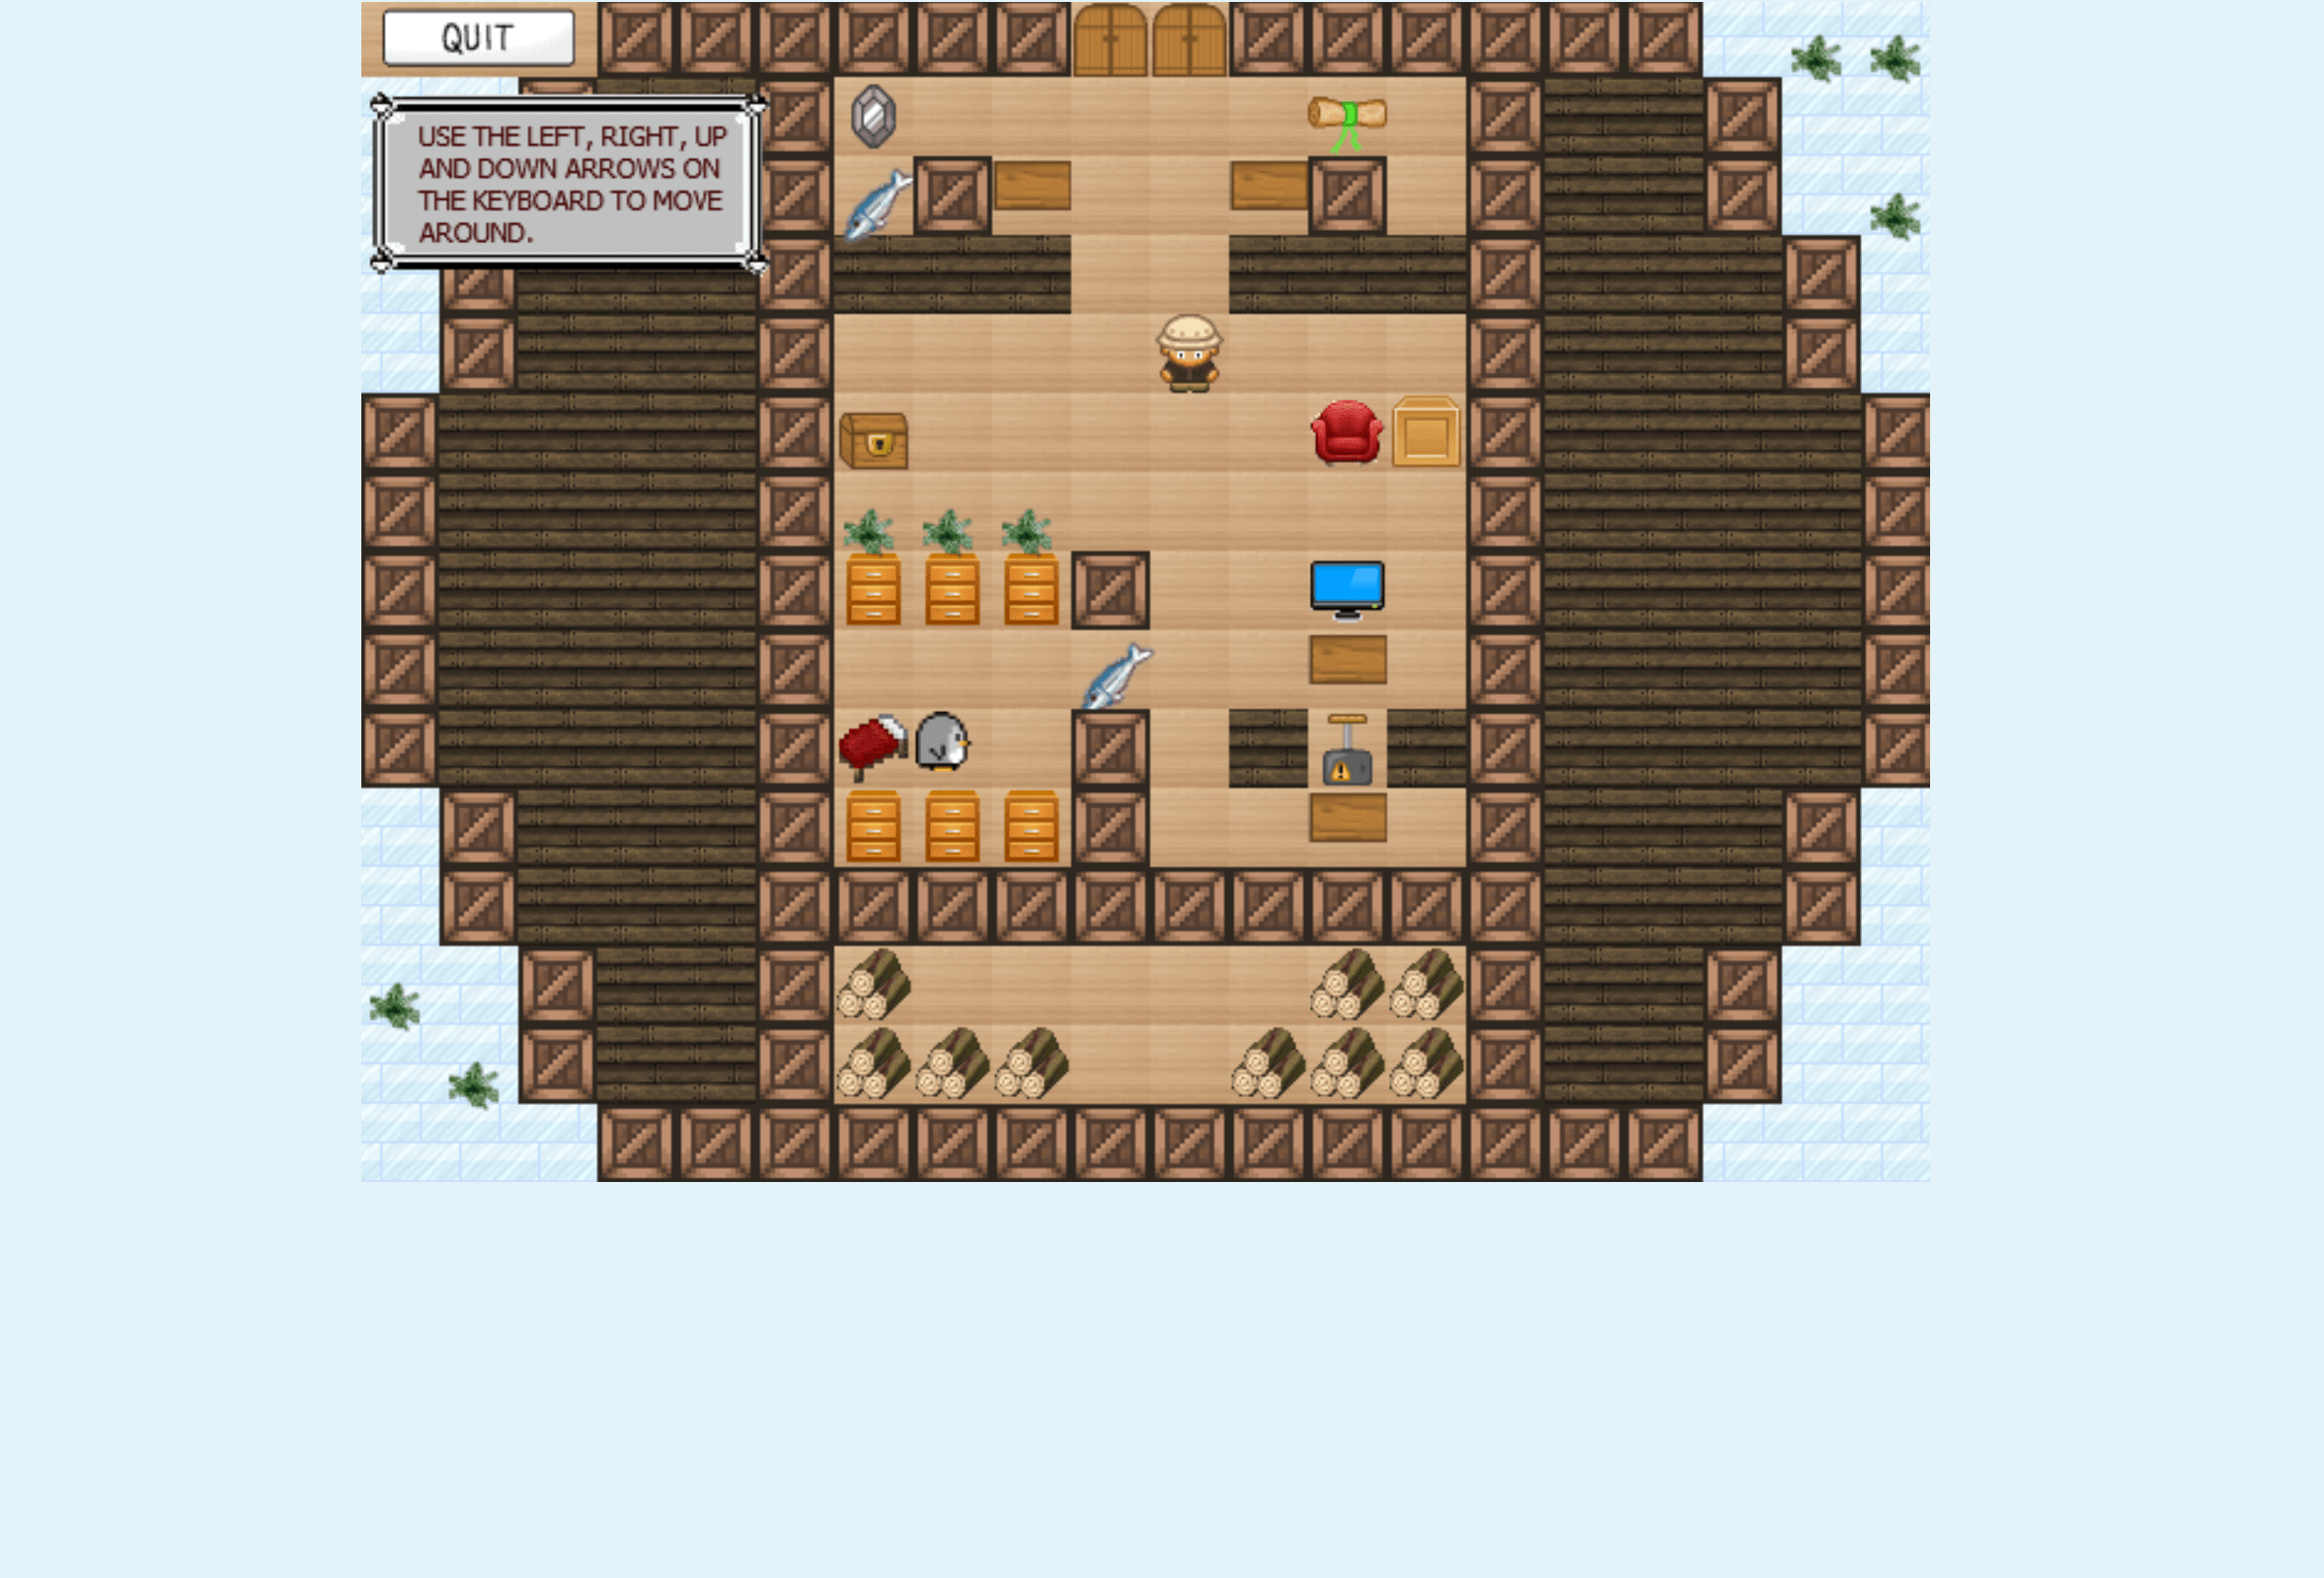 QUIT
USE THE LEFT, RIGHT, UP
AND DOWN ARROWS ON
THE KEYBOARD TO MOVE
AROUND.